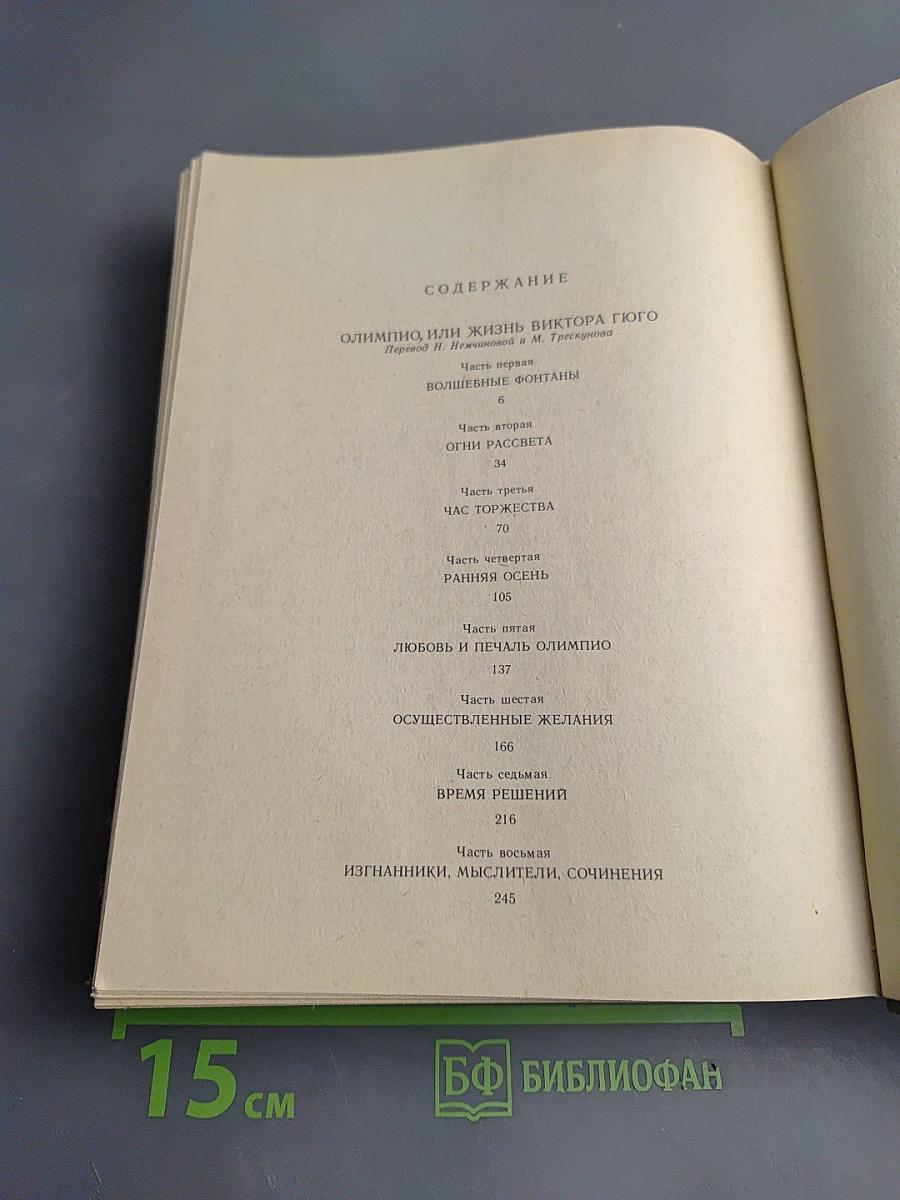 СОДЕРЖАНИЕ
ОЛИМПИО, ИЛИ ЖИЗНЬ ВИКТОРА ГЮГО
Перевод Н. Немчиновой и М. Трескунова
Часть первая
ВОЛШЕБНЫЕ ФОНТАНЫ
6
Часть вторая
ОГНИ РАССВЕТА
34
Часть третья
ЧАС ТОРЖЕСТВА
70
Часть четвертая
РАННЯЯ ОСЕНЬ
105
Часть пятая
ЛЮБОВЬ И ПЕЧАЛЬ ОЛИМПИО
137
Часть шестая
ОСУЩЕСТВЛЕННЫЕ ЖЕЛАНИЯ
166
Часть седьмая
ВРЕМЯ РЕШЕНИЙ
216
Часть восьмая
ИЗГНАННИКИ, МЫСЛИТЕЛИ, СОЧИНЕНИЯ
245
15 см
БФ БИБЛИОФАН